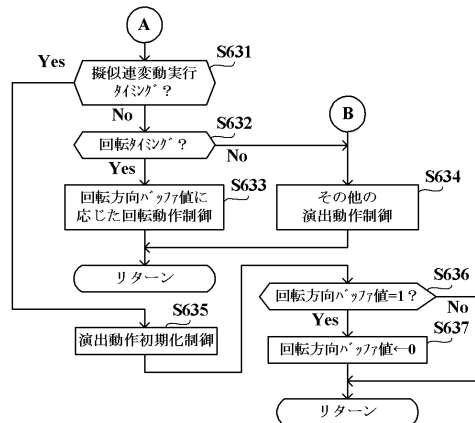 A
S631
Yes
擬似連変動実行
タイミング？
No
S632
回転タイミング？
No
Yes
B
S633
回転方向バッファ値に
応じた回転動作制御
S634
その他の
演出動作制御
リターン
S635
演出動作初期化制御
S636
回転方向バッファ値=1？
No
Yes
S637
回転方向バッファ値←0
リターン